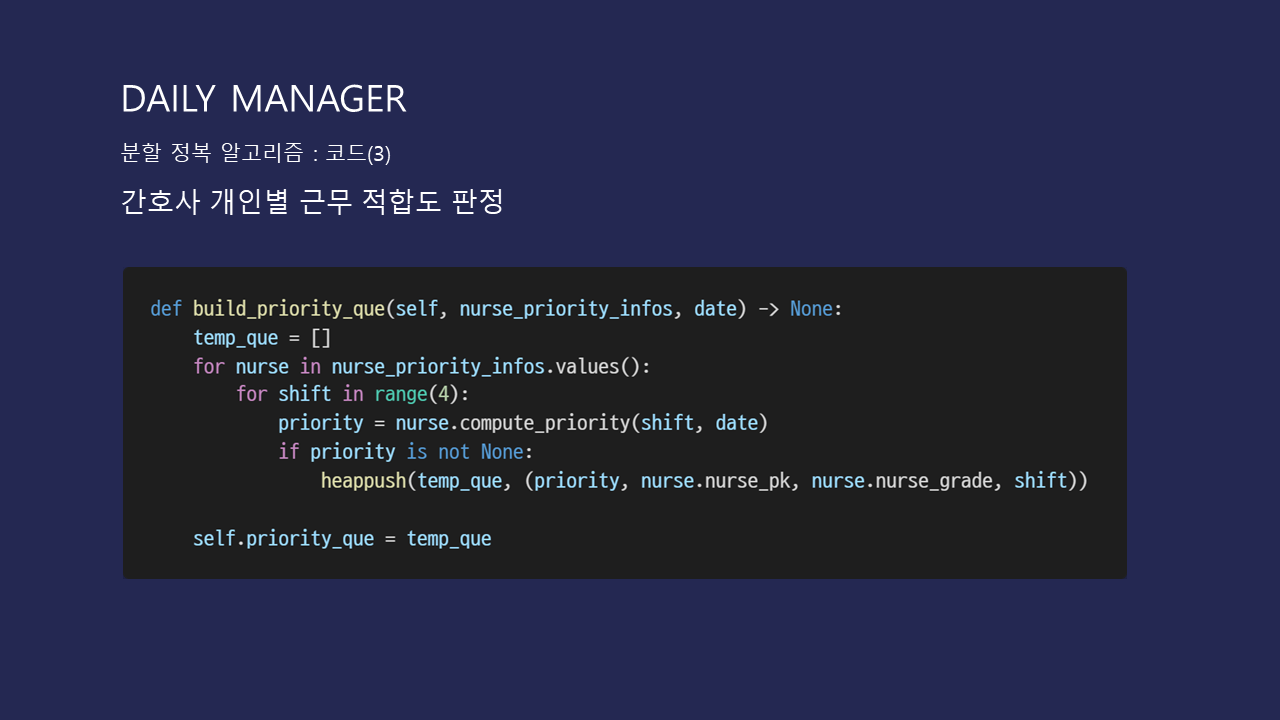 DAILY MANAGER
분할 정복 알고리즘 : 코드(3)
간호사 개인별 근무 적합도 판정
def build_priority_que(self, nurse_priority_infos, date) -> None:
    temp_que = []
    for nurse in nurse_priority_infos.values():
        for shift in range(4):
            priority = nurse.compute_priority(shift, date)
            if priority is not None:
                heappush(temp_que, (priority, nurse.nurse_pk, nurse.nurse_grade, shift))
    self.priority_que = temp_que